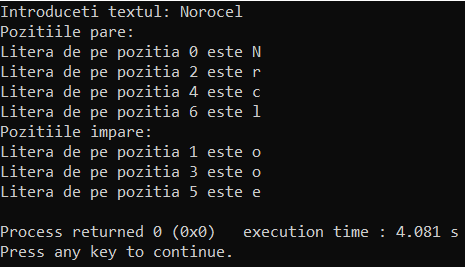 Introduceti textul: Norocel
Pozitiile pare:
Litera de pe pozitia 0 este N
Litera de pe pozitia 2 este r
Litera de pe pozitia 4 este c
Litera de pe pozitia 6 este l
Pozitiile impare:
Litera de pe pozitia 1 este o
Litera de pe pozitia 3 este o
Litera de pe pozitia 5 este e
Process returned 0 (0x0)   execution time : 4.081 s
Press any key to continue.